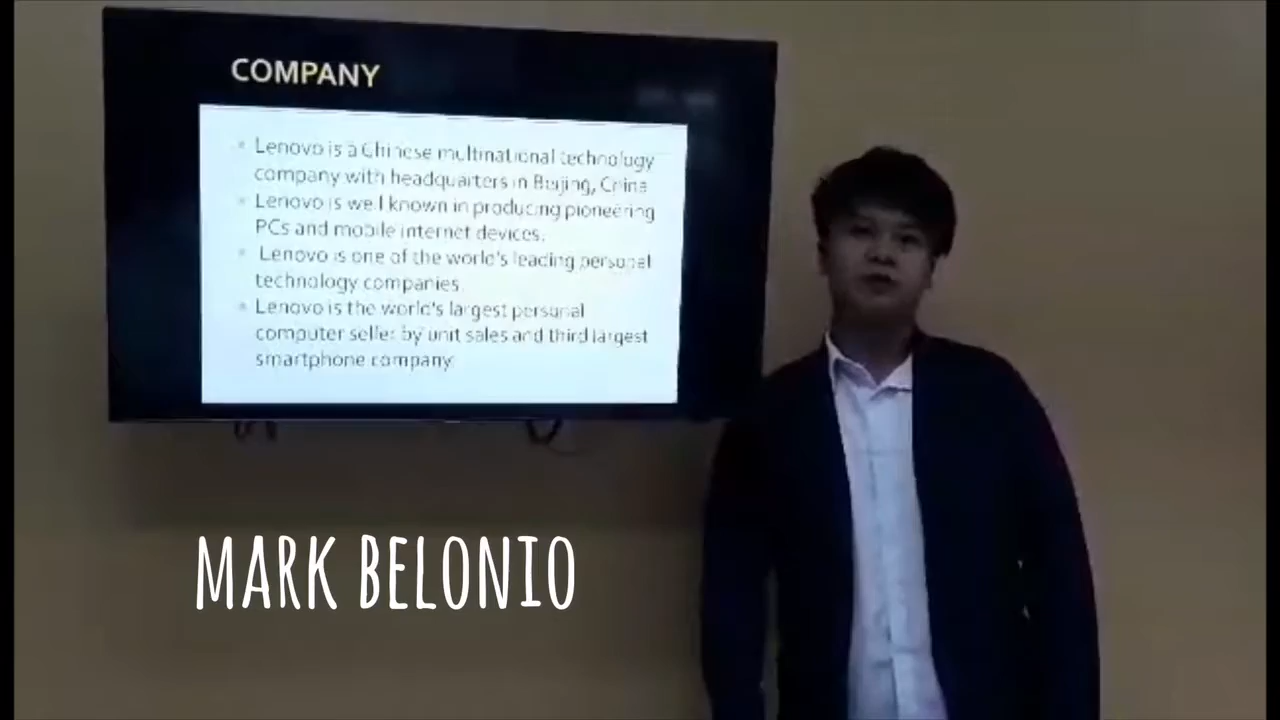 COMPANY
Lenovo is a Chinese multinational technology
company with headquarters in Beijing, China
Lenovo is well known in producing pioneering
PCs and mobile internet devices.
Lenovo is one of the world's leading personal
technology companies
Lenovo is the world's largest personal
computer seller by unit sales and third largest
smartphone company
MARK BELONIO